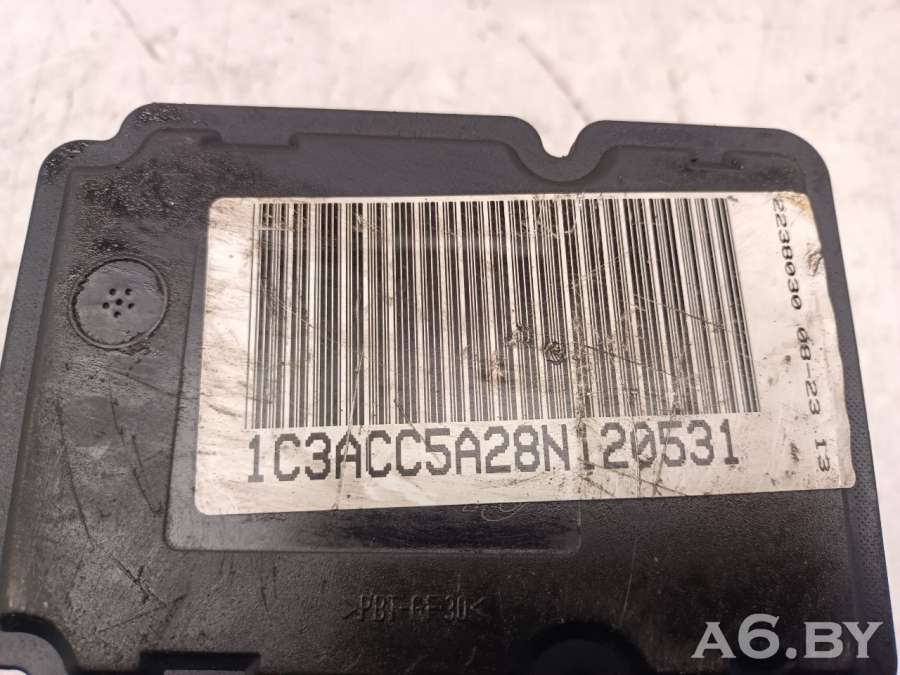 1C3ACC5A28N120531
2238030 08-23 13
>PBT-GF30<
A6.BY